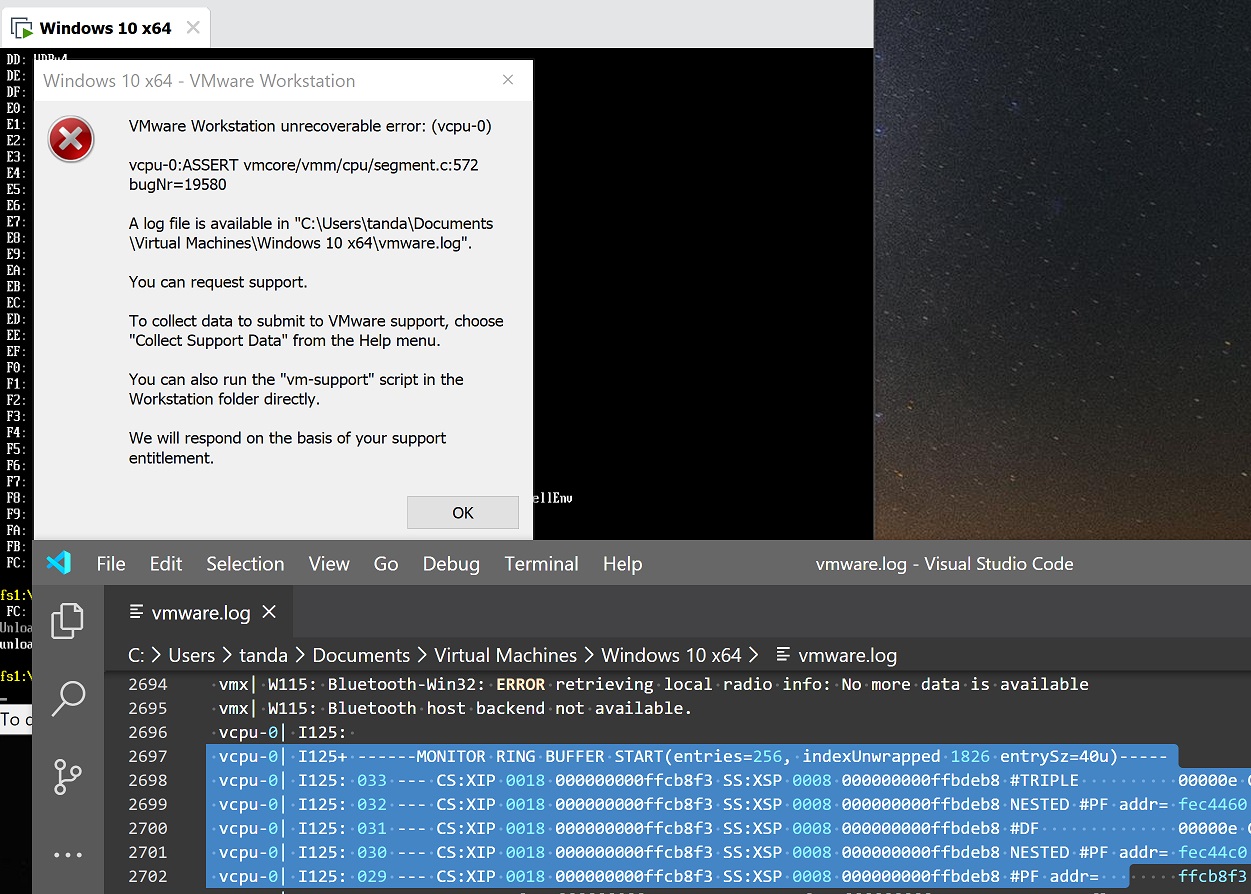 Windows 10 x64
DD: HDRv4
DE:
DF:
E0:
E1:
E2:
E3:
E4:
E5:
E6:
E7:
E8:
E9:
EA:
EB:
EC:
ED:
EE:
EF:
F0:
F1:
F2:
F3:
F4:
F5:
F6:
F7:
F8: ellEnv
F9:
FA:
FB:
FC:
fs1:\
FC:
Unloa
unloa
fs1:\
_
To d
Windows 10 x64 - VMware Workstation
VMware Workstation unrecoverable error: (vcpu-0)
vcpu-0:ASSERT vmcore/vmm/cpu/segment.c:572
bugNr=19580
A log file is available in "C:\Users\tanda\Documents
\Virtual Machines\Windows 10 x64\vmware.log".
You can request support.
To collect data to submit to VMware support, choose
"Collect Support Data" from the Help menu.
You can also run the "vm-support" script in the
Workstation folder directly.
We will respond on the basis of your support
entitlement.
OK
File Edit Selection View Go Debug Terminal Help vmware.log - Visual Studio Code
vmware.log
C: > Users > tanda > Documents > Virtual Machines > Windows 10 x64 > vmware.log
2694 vmx| W115: Bluetooth-Win32: ERROR retrieving local radio info: No more data is available
2695 vmx| W115: Bluetooth host backend not available.
2696 vcpu-0| I125:
2697 vcpu-0| I125+ ------MONITOR RING BUFFER START(entries=256, indexUnwrapped 1826 entrySz=40u)-----
2698 vcpu-0| I125: 033 --- CS:XIP 0018 000000000ffcb8f3 SS:XSP 0008 000000000ffbdeb8 #TRIPLE 00000e
2699 vcpu-0| I125: 032 --- CS:XIP 0018 000000000ffcb8f3 SS:XSP 0008 000000000ffbdeb8 NESTED #PF addr= fec4460
2700 vcpu-0| I125: 031 --- CS:XIP 0018 000000000ffcb8f3 SS:XSP 0008 000000000ffbdeb8 #DF 00000e
2701 vcpu-0| I125: 030 --- CS:XIP 0018 000000000ffcb8f3 SS:XSP 0008 000000000ffbdeb8 NESTED #PF addr= fec44c0
2702 vcpu-0| I125: 029 --- CS:XIP 0018 000000000ffcb8f3 SS:XSP 0008 000000000ffbdeb8 #PF addr= ffcb8f3